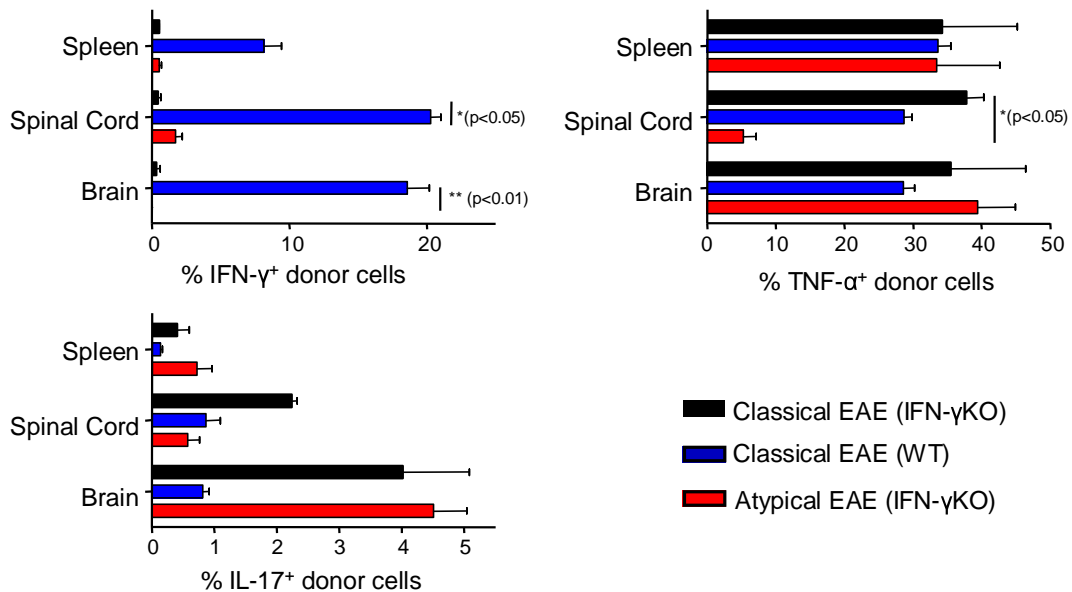 Spleen
Spinal Cord
Brain
*(p<0.05)
** (p<0.01)
0 10 20
% IFN-γ⁺ donor cells
Spleen
Spinal Cord
Brain
*(p<0.05)
0 10 20 30 40 50
% TNF-α⁺ donor cells
Spleen
Spinal Cord
Brain
0 1 2 3 4 5
% IL-17⁺ donor cells
Classical EAE (IFN-γKO)
Classical EAE (WT)
Atypical EAE (IFN-γKO)